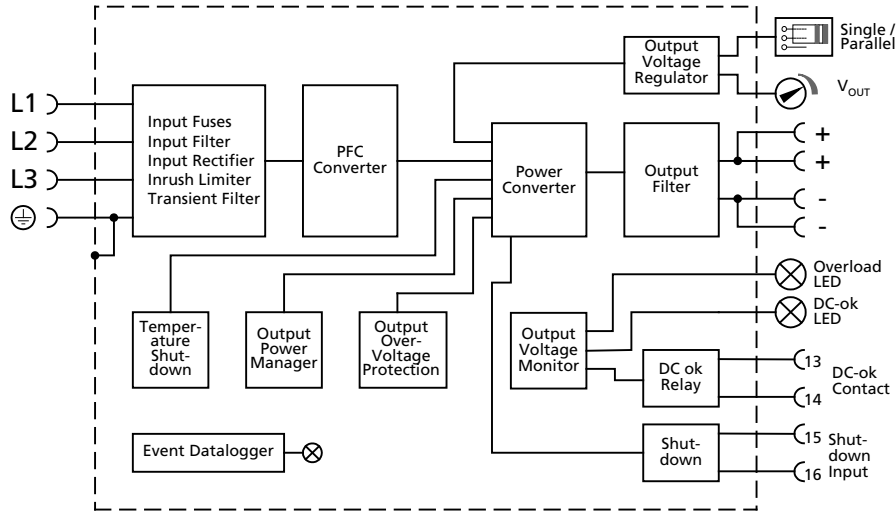 Single /
Parallel
Output
Voltage
Regulator
V_OUT
L1
L2
L3
Input Fuses
Input Filter
Input Rectifier
Inrush Limiter
Transient Filter
PFC
Converter
Power
Converter
Output
Filter
+
+
-
-
Overload
LED
DC-ok
LED
Temper-
ature
Shut-
down
Output
Power
Manager
Output
Over-
Voltage
Protection
Output
Voltage
Monitor
DC ok
Relay
13
14
DC-ok
Contact
Event Datalogger
Shut-
down
15
16
Shut-
down
Input